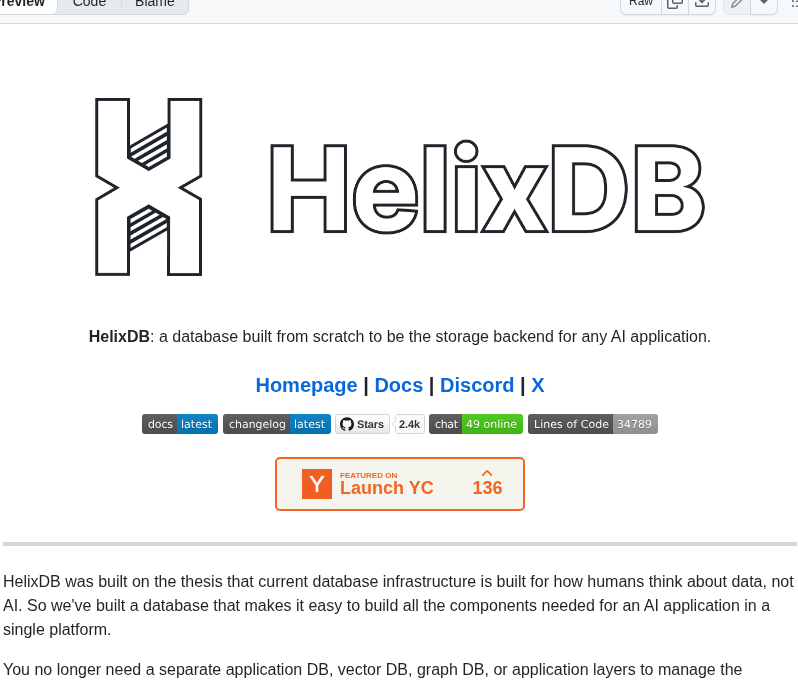 Preview Code Blame Raw
HelixDB
HelixDB: a database built from scratch to be the storage backend for any AI application.
Homepage | Docs | Discord | X
docs latest changelog latest Stars 2.4k chat 49 online Lines of Code 34789
FEATURED ON
Launch YC 136
Y
HelixDB was built on the thesis that current database infrastructure is built for how humans think about data, not
AI. So we've built a database that makes it easy to build all the components needed for an AI application in a
single platform.
You no longer need a separate application DB, vector DB, graph DB, or application layers to manage the